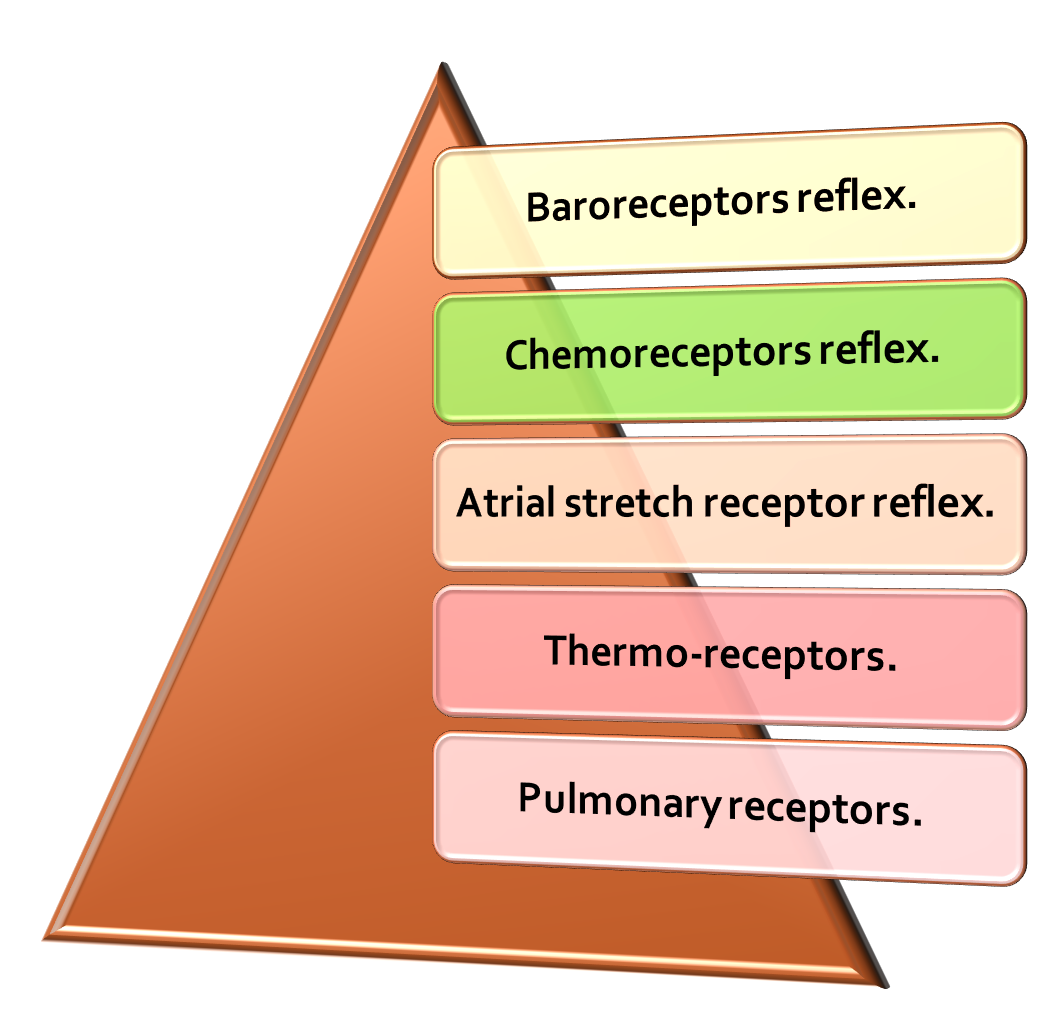 Baroreceptors reflex.
Chemoreceptors reflex.
Atrial stretch receptor reflex.
Thermo-receptors.
Pulmonary receptors.